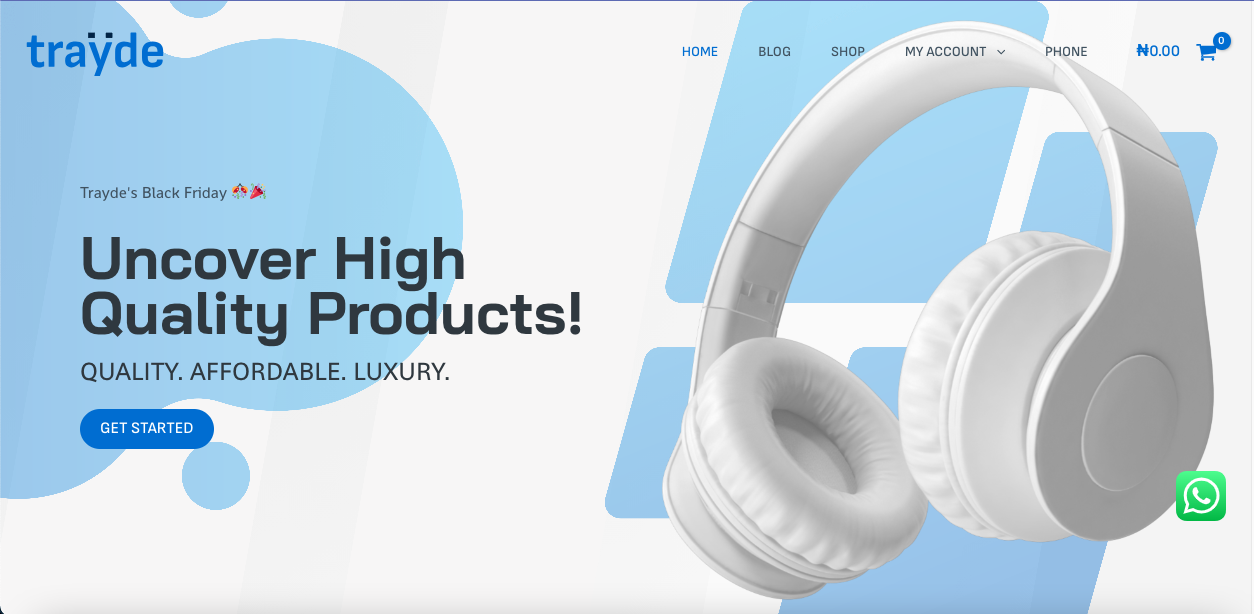 traÿde
HOME BLOG SHOP MY ACCOUNT PHONE ₦0.00 0
Trayde's Black Friday 🎊🎉
Uncover High
Quality Products!
QUALITY. AFFORDABLE. LUXURY.
GET STARTED